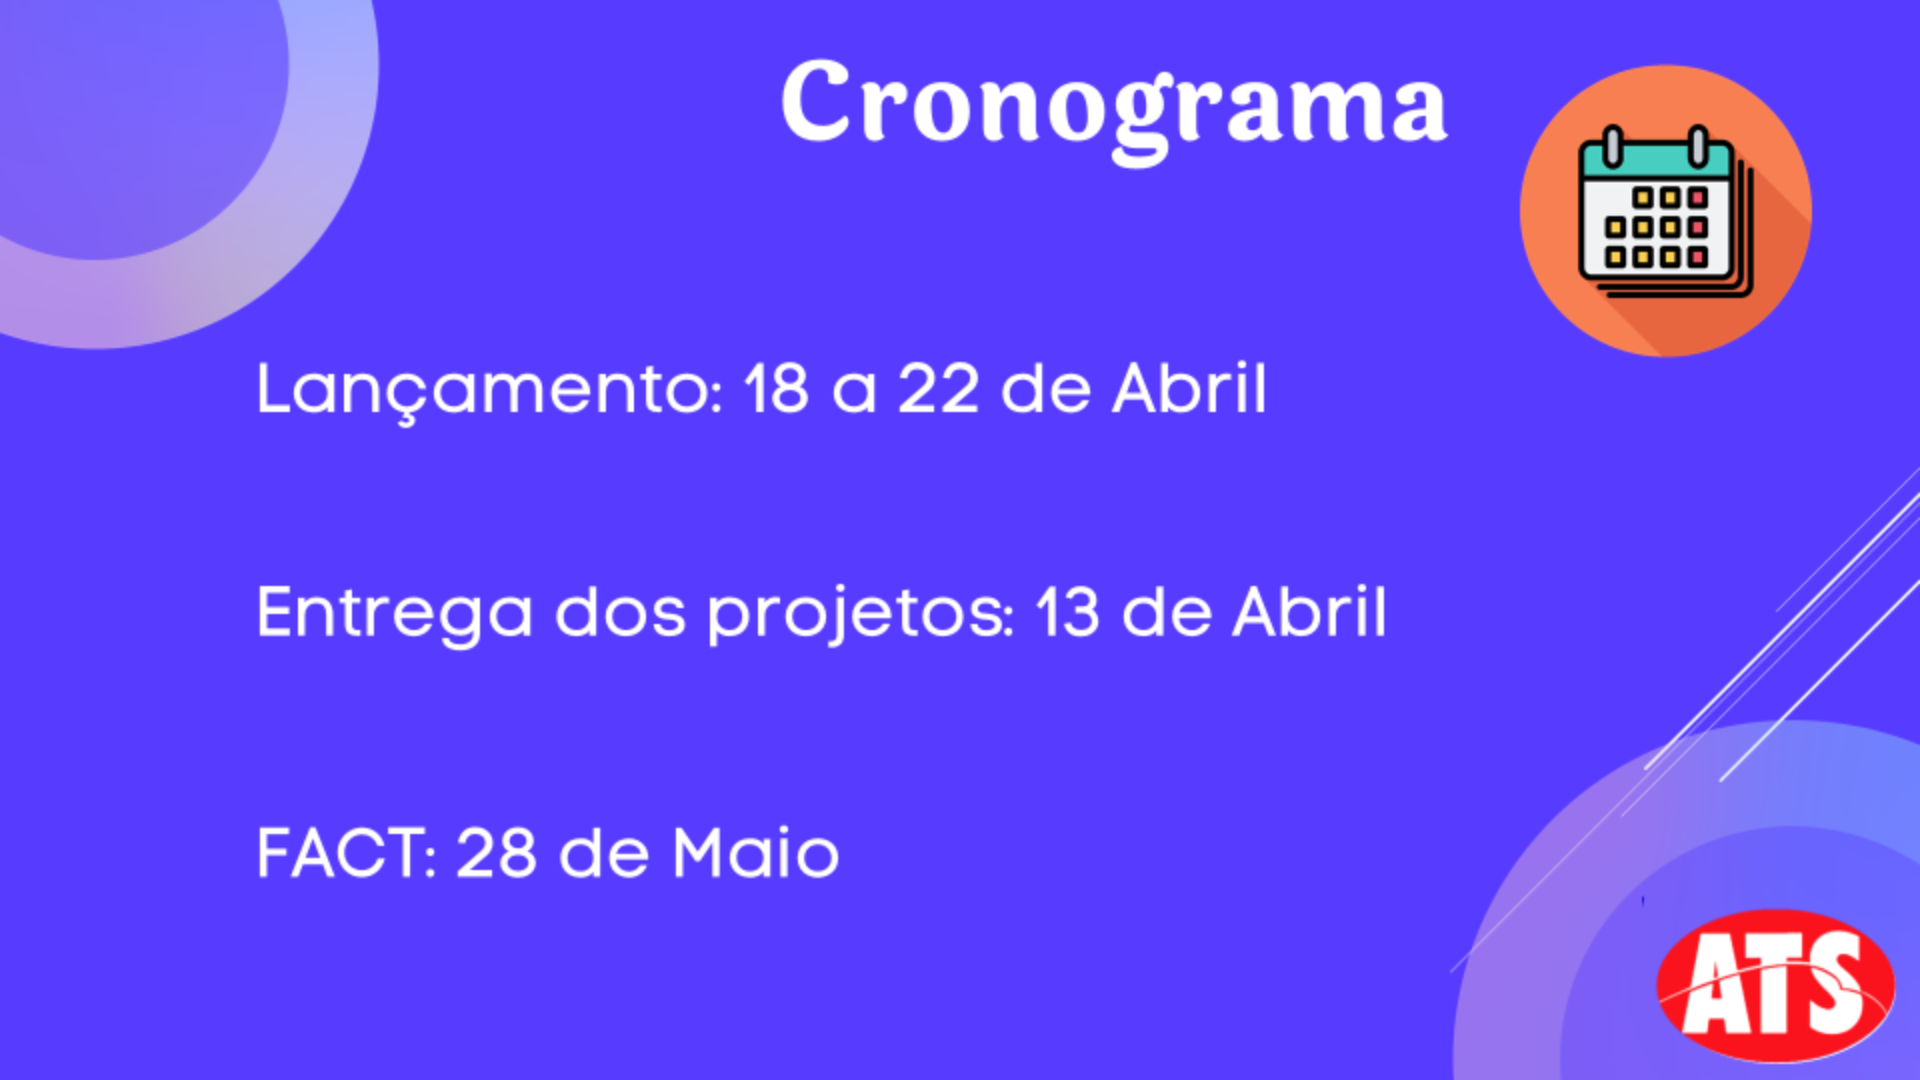 Cronograma
Lançamento: 18 a 22 de Abril
Entrega dos projetos: 13 de Abril
FACT: 28 de Maio
ATS